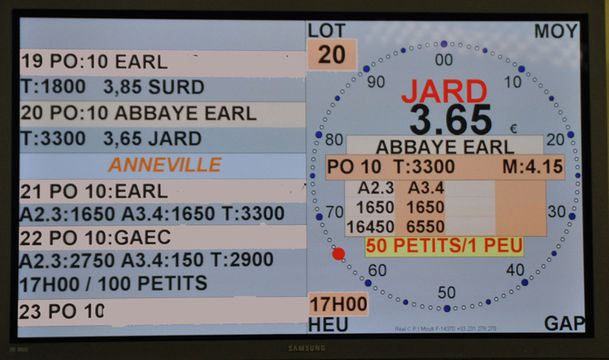 19 PO:10 EARL
T:1800 3,85 SURD
20 PO:10 ABBAYE EARL
T:3300 3,65 JARD
ANNEVILLE
21 PO 10:EARL
A2.3:1650 A3.4:1650 T:3300
22 PO 10:GAEC
A2.3:2750 A3.4:150 T:2900
17H00 / 100 PETITS
23 PO 10
LOT
20
MOY
00
10
20
30
40
50
60
70
80
90
JARD
3.65 €
ABBAYE EARL
PO 10 T:3300 M:4.15
A2.3 A3.4
1650 1650
16450 6550
50 PETITS/1 PEU
17H00
HEU
GAP
SAMSUNG